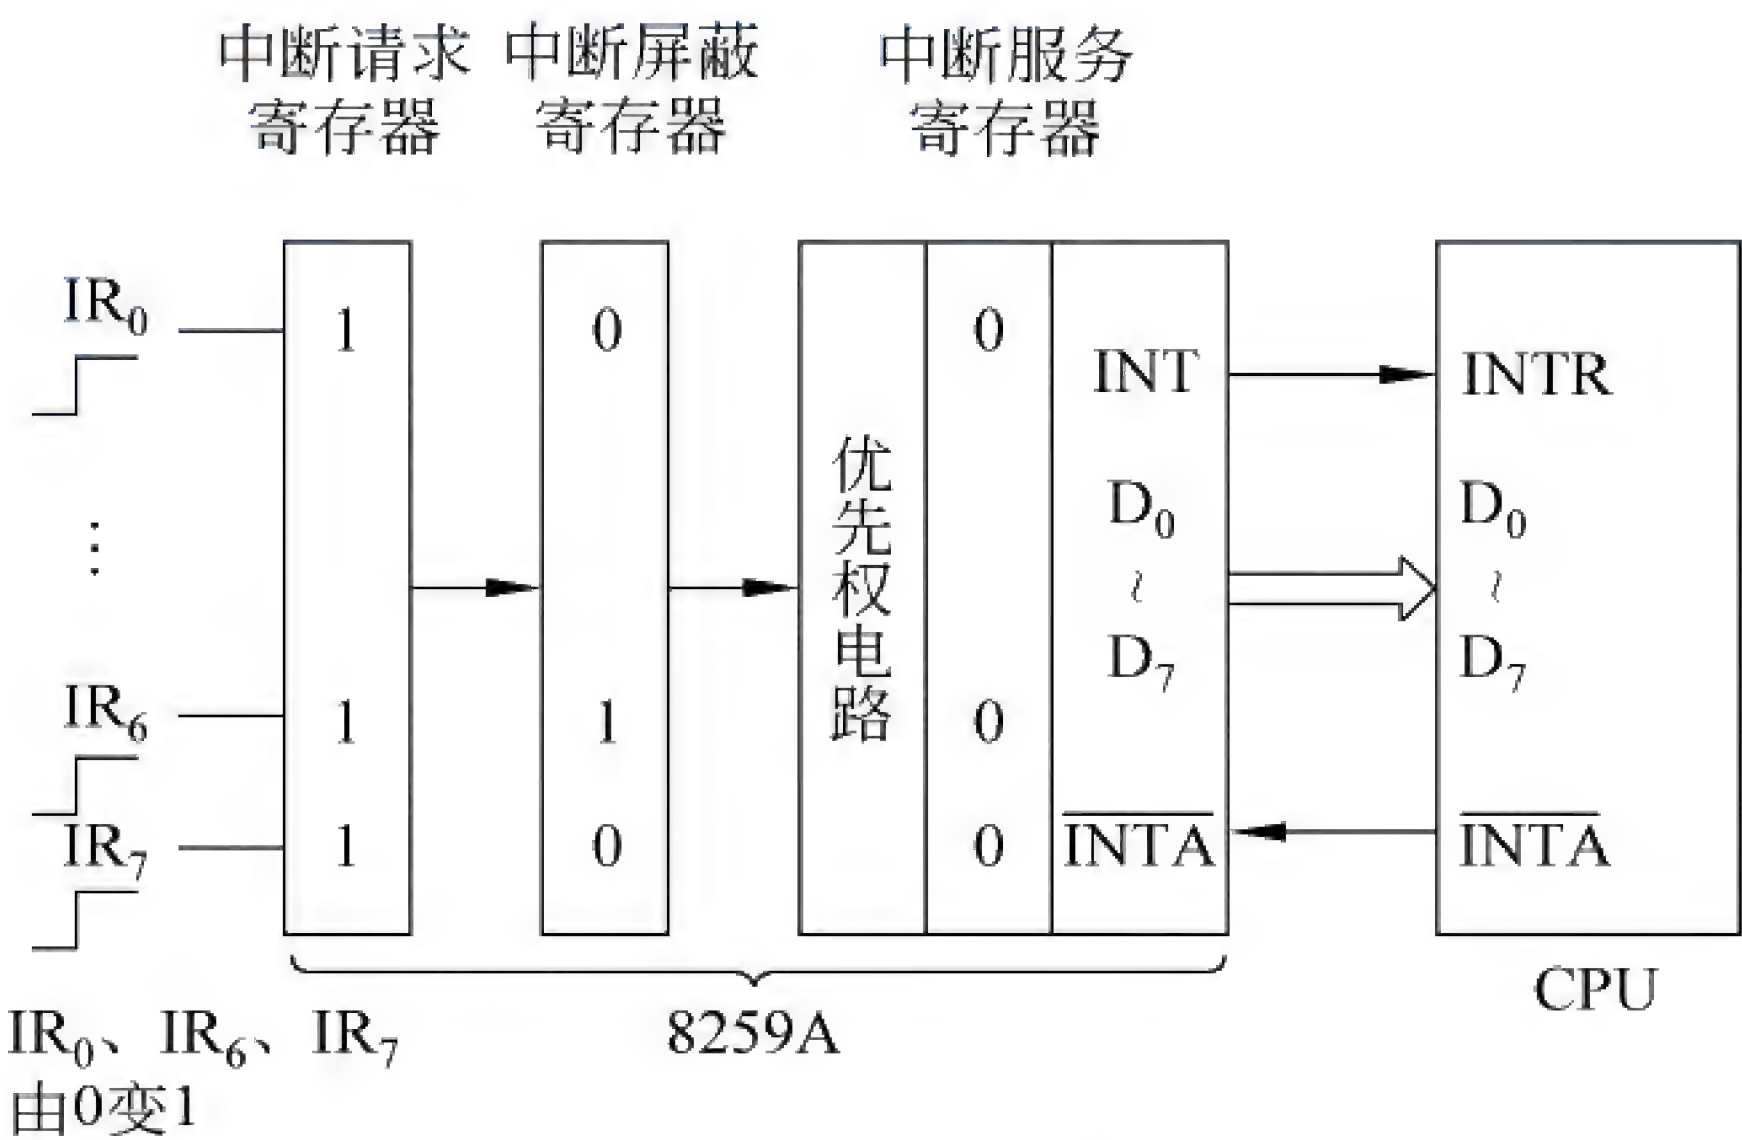 中断请求
寄存器
中断屏蔽
寄存器
中断服务
寄存器
IR₀
1
0
0
INT
INTR
优先权电路
D₀
~
D₇
D₀
~
D₇
⋮
IR₆
1
1
0
IR₇
1
0
0
I̅N̅T̅A̅
I̅N̅T̅A̅
8259A
CPU
IR₀、IR₆、IR₇
由0变1